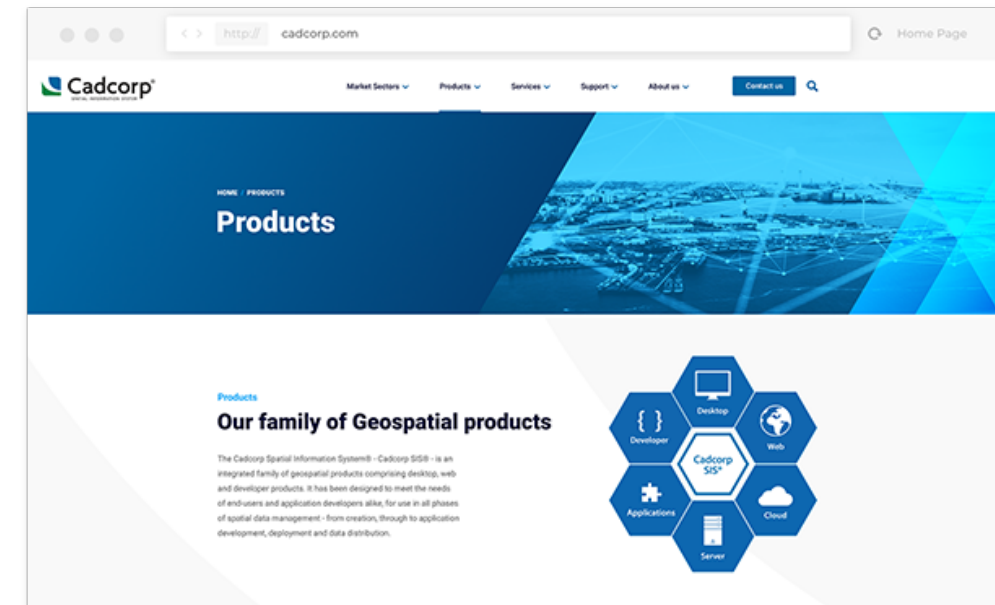 http:// cadcorp.com Home Page
Cadcorp®
SPATIAL INFORMATION SYSTEM
Market Sectors Products Services Support About us Contact us
HOME / PRODUCTS
Products
Products
Our family of Geospatial products
The Cadcorp Spatial Information System® - Cadcorp SIS® - is an
integrated family of geospatial products comprising desktop, web
and developer products. It has been designed to meet the needs
of end-users and application developers alike, for use in all phases
of spatial data management - from creation, through to application
development, deployment and data distribution.
Desktop
{ }
Developer
Web
Cadcorp
SIS®
Applications
Cloud
Server